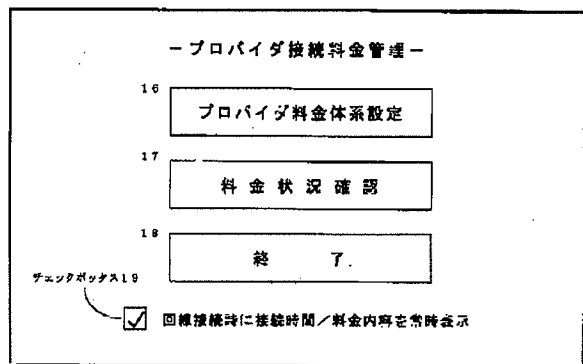 －プロバイダ接続料金管理－
16
プロバイダ料金体系設定
17
料金状況確認
18
終 了
チェックボックス19
回線接続時に接続時間／料金内容を常時表示